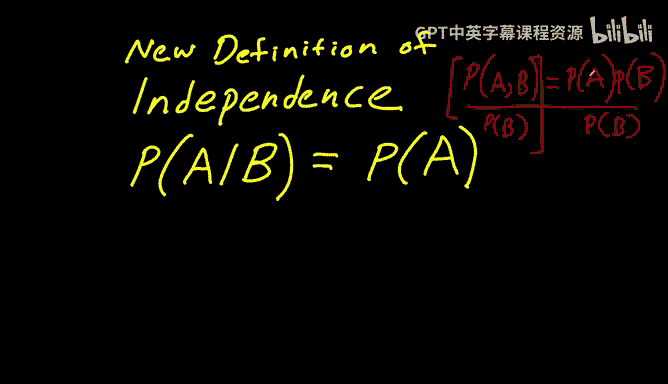 GPT中英字幕课程资源 bilibili
New Definition of
Independence
P(A|B) = P(A)
[P(A,B) = P(A)P(B)
P(B)] P(B)